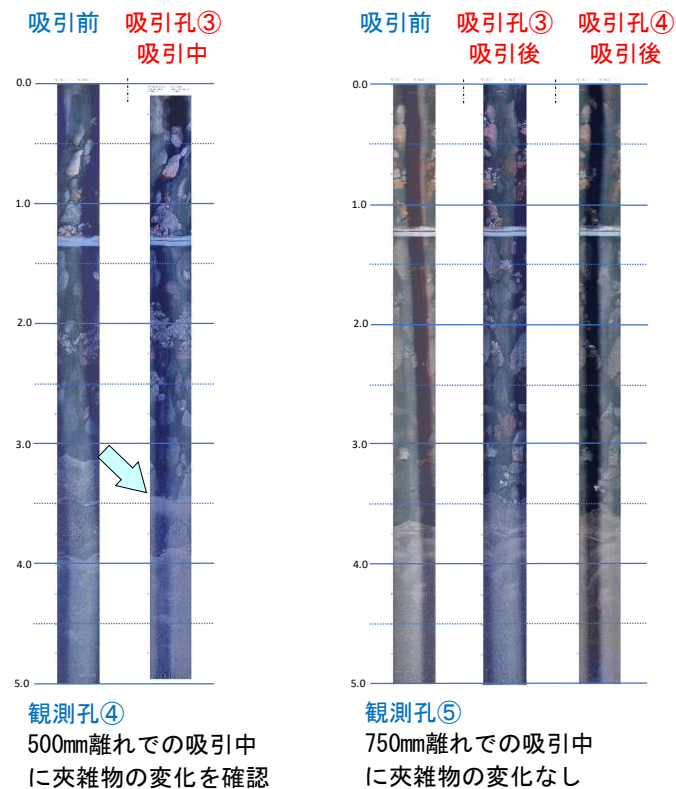 吸引前
吸引孔③
吸引中
0.0
1.0
2.0
3.0
4.0
5.0
観測孔④
500mm離れでの吸引中
に夾雑物の変化を確認
吸引前
吸引孔③
吸引後
吸引孔④
吸引後
0.0
1.0
2.0
3.0
4.0
5.0
観測孔⑤
750mm離れでの吸引中
に夾雑物の変化なし